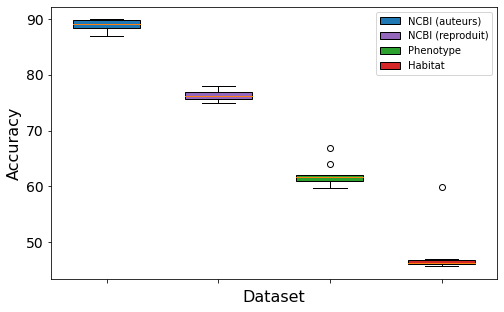 90
80
70
60
50
Accuracy
Dataset
NCBI (auteurs)
NCBI (reproduit)
Phenotype
Habitat